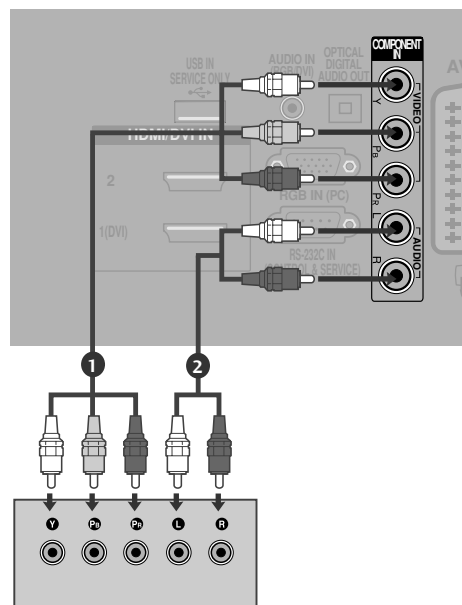 COMPONENT
IN
USB IN
SERVICE ONLY
AUDIO IN
(RGB/DVI)
OPTICAL
DIGITAL
AUDIO OUT
AV
VIDEO
Y
PB
PR
HDMI/DVI IN
2
RGB IN (PC)
L
AUDIO
R
1(DVI)
RS-232C IN
(CONTROL & SERVICE)
1
2
Y
PB
PR
L
R